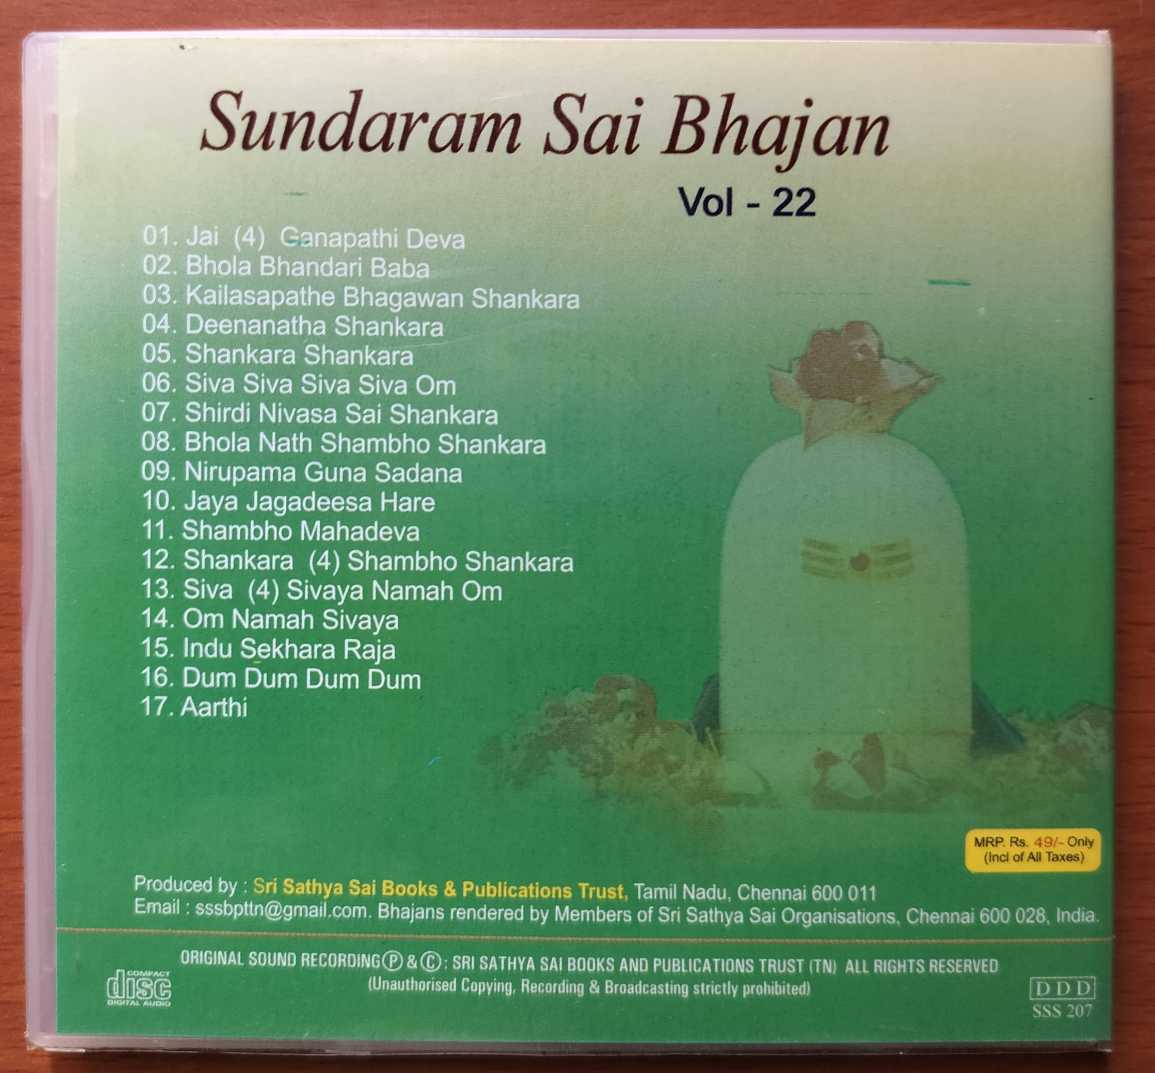 Sundaram Sai Bhajan
Vol - 22
01. Jai (4) Ganapathi Deva
02. Bhola Bhandari Baba
03. Kailasapathe Bhagawan Shankara
04. Deenanatha Shankara
05. Shankara Shankara
06. Siva Siva Siva Siva Om
07. Shirdi Nivasa Sai Shankara
08. Bhola Nath Shambho Shankara
09. Nirupama Guna Sadana
10. Jaya Jagadeesa Hare
11. Shambho Mahadeva
12. Shankara (4) Shambho Shankara
13. Siva (4) Sivaya Namah Om
14. Om Namah Sivaya
15. Indu Sekhara Raja
16. Dum Dum Dum Dum
17. Aarthi
MRP. Rs. 49/- Only
(Incl of All Taxes)
Produced by : Sri Sathya Sai Books & Publications Trust, Tamil Nadu, Chennai 600 011
Email : sssbpttn@gmail.com. Bhajans rendered by Members of Sri Sathya Sai Organisations, Chennai 600 028, India.
ORIGINAL SOUND RECORDING Ⓟ & Ⓒ : SRI SATHYA SAI BOOKS AND PUBLICATIONS TRUST (TN) ALL RIGHTS RESERVED
(Unauthorised Copying, Recording & Broadcasting strictly prohibited)
COMPACT
disc
DIGITAL AUDIO
DDD
SSS 207